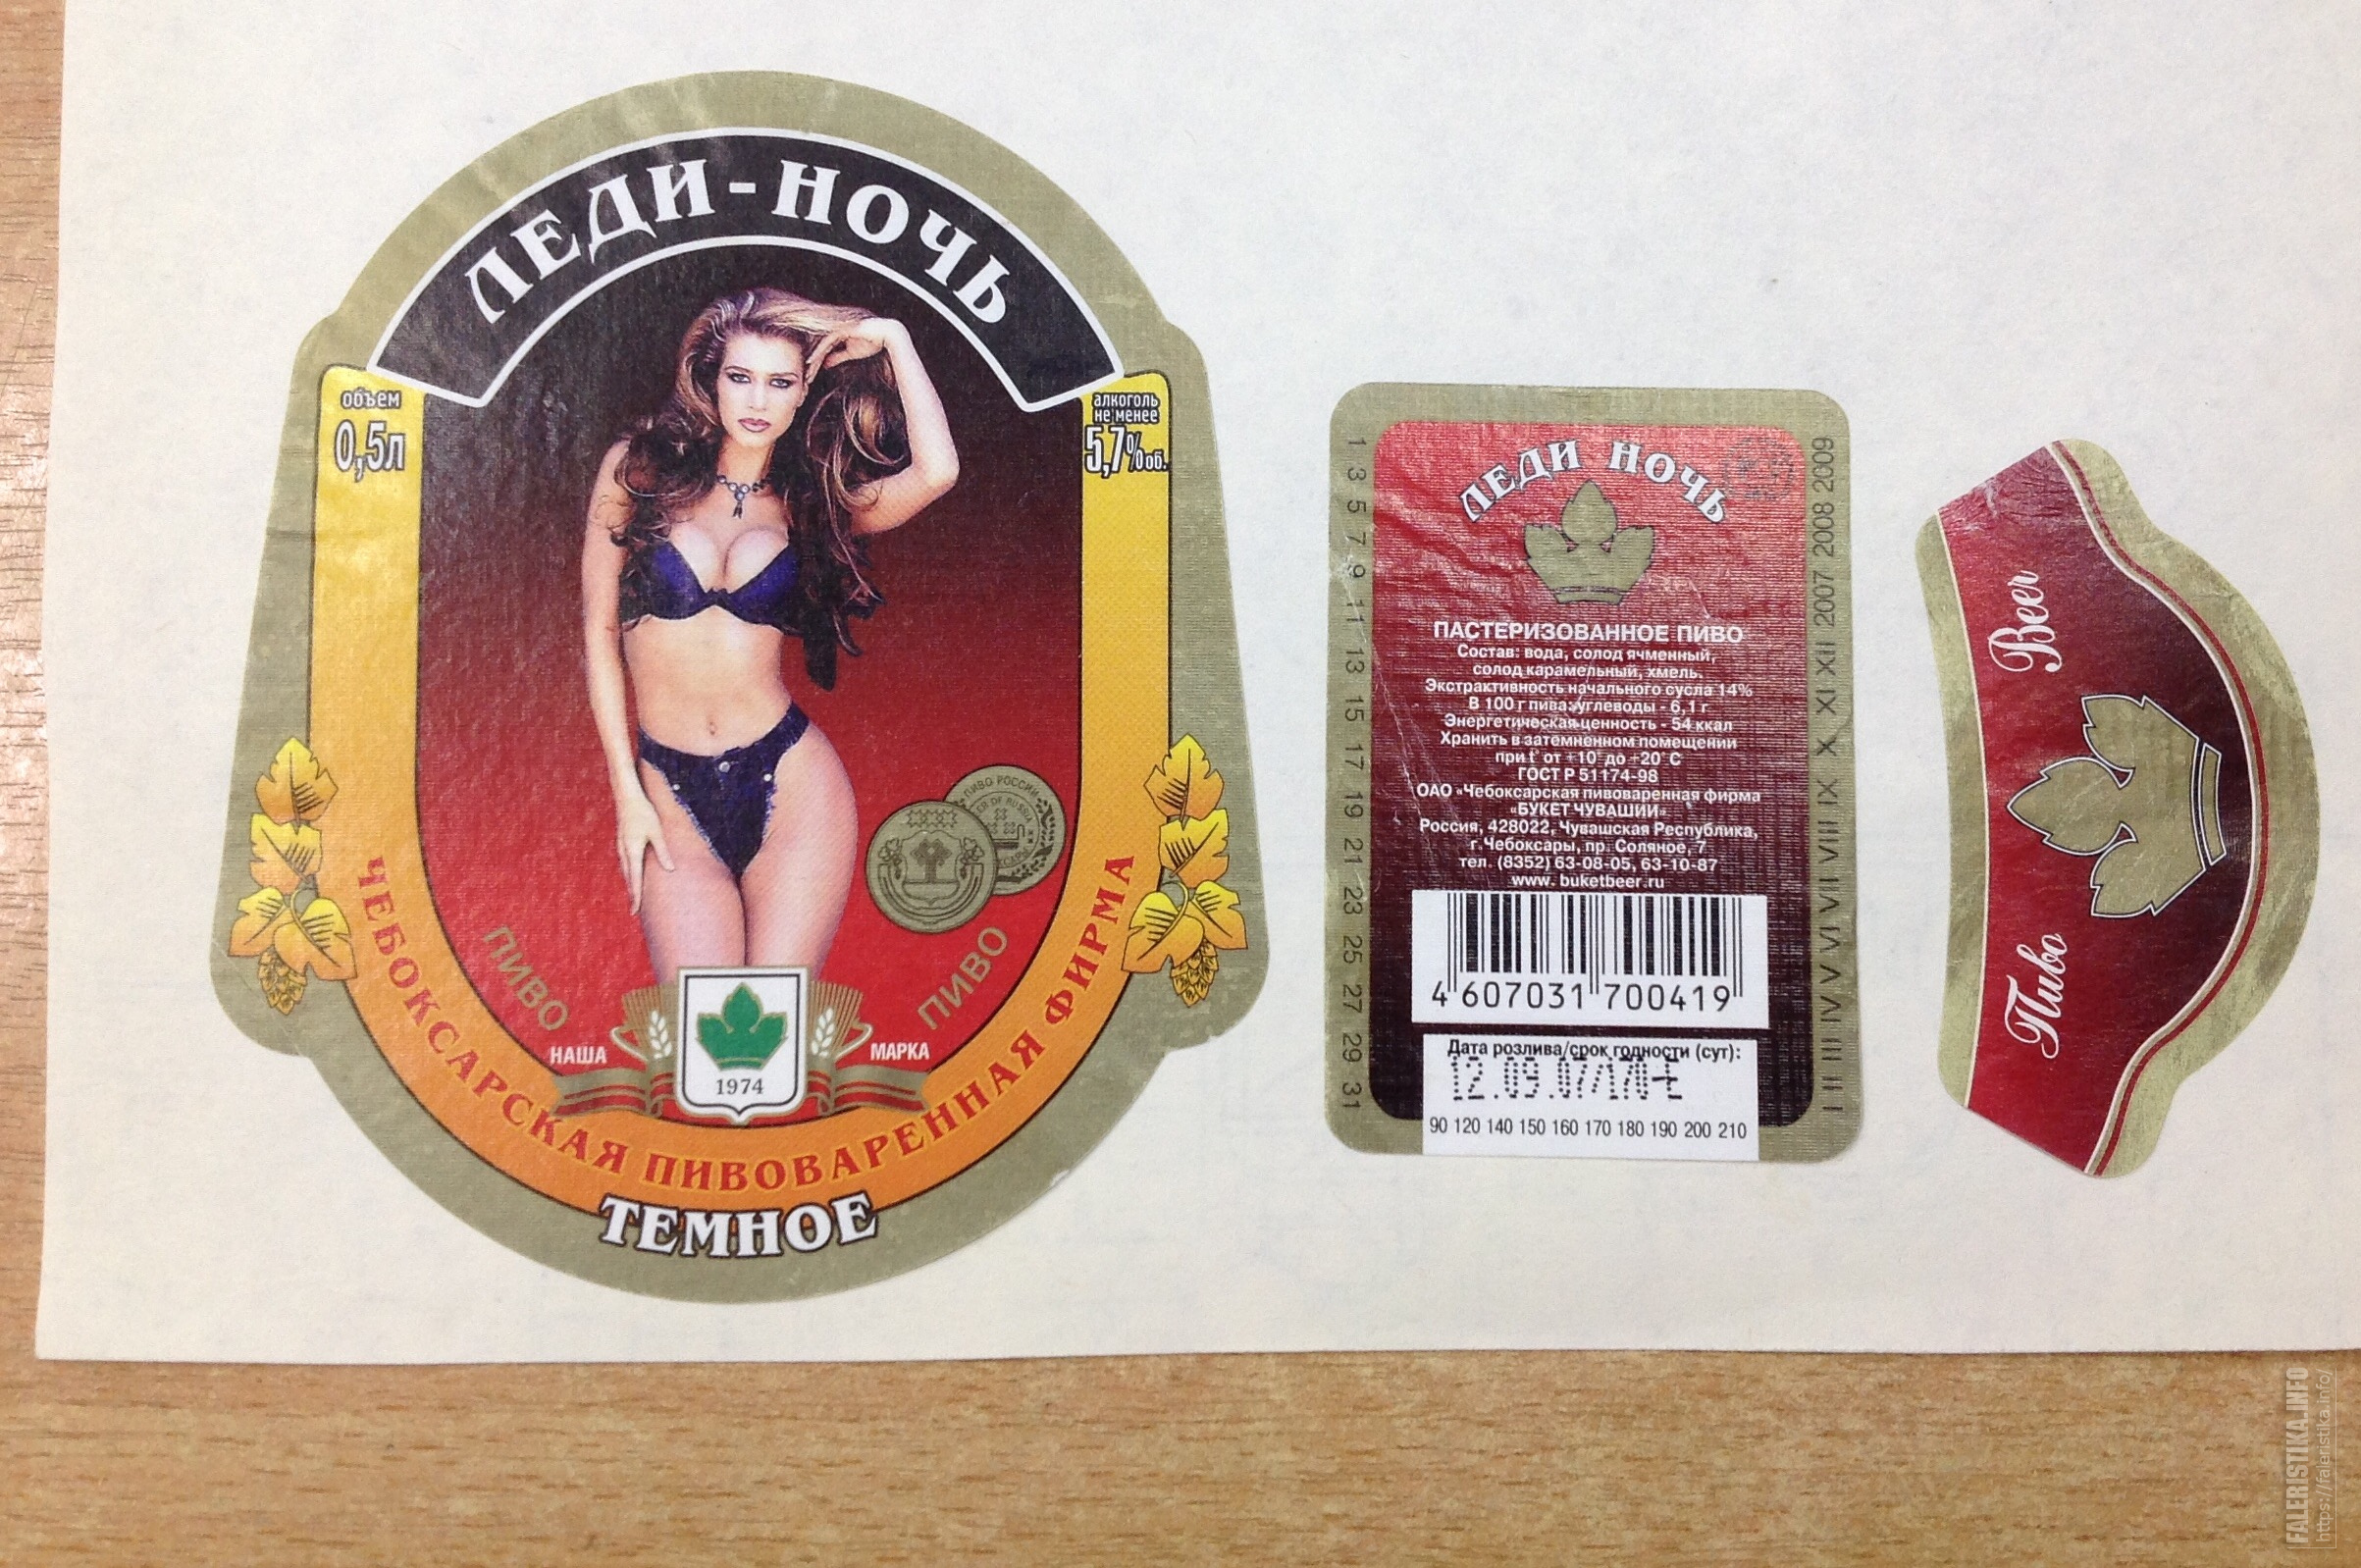 ЛЕДИ-НОЧЬ
объем
0,5л
алкоголь
не менее
5,7% об.
ПИВО РОССИИ
ПИВО
ПИВО
НАША
МАРКА
1974
ЧЕБОКСАРСКАЯ ПИВОВАРЕННАЯ ФИРМА
ТЕМНОЕ
1 3 5 7 9 11 13 15 17 19 21 23 25 27 29 31
ЛЕДИ НОЧЬ
ПАСТЕРИЗОВАННОЕ ПИВО
Состав: вода, солод ячменный,
солод карамельный, хмель.
Экстрактивность начального сусла 14%
В 100 г пива: углеводы - 6,1 г
Энергетическая ценность - 54 ккал
Хранить в затемненном помещении
при t° от +10° до +20° С
ГОСТ Р 51174-98
ОАО «Чебоксарская пивоваренная фирма
«БУКЕТ ЧУВАШИИ»
Россия, 428022, Чувашская Республика,
г.Чебоксары, пр. Соляное, 7
тел. (8352) 63-08-05, 63-10-87
www. buketbeer.ru
4 607031 700419
Дата розлива/срок годности (сут):
12.09.07/170-Е
90 120 140 150 160 170 180 190 200 210
I II III IV V VI VII VIII IX X XI XII 2007 2008 2009
Пиво
Beer
FALERISTIKA.INFO
https://faleristika.info/